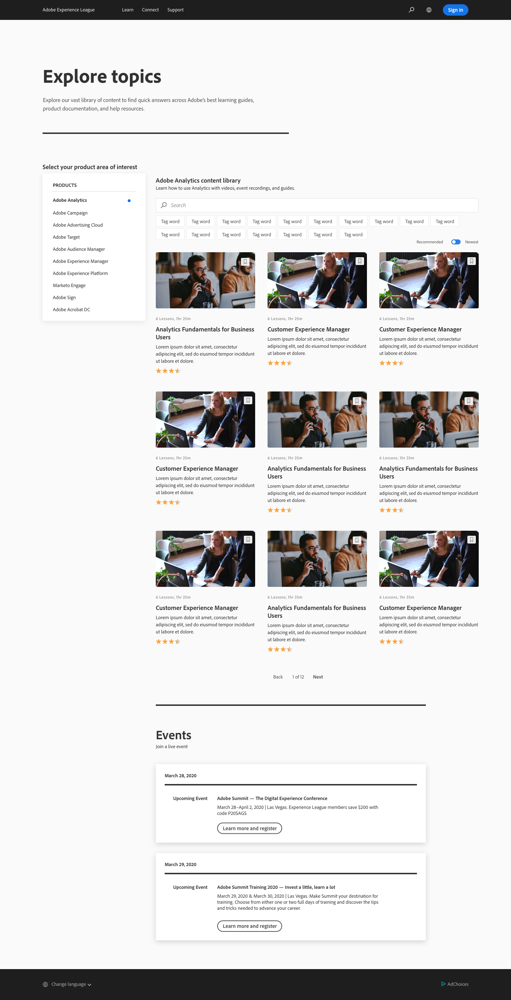 Adobe Experience League
Learn
Connect
Support
Sign in
Explore topics
Explore our vast library of content to find quick answers across Adobe's best learning guides,
product documentation, and help resources.
Select your product area of interest
PRODUCTS
Adobe Analytics
Adobe Campaign
Adobe Advertising Cloud
Adobe Target
Adobe Audience Manager
Adobe Experience Manager
Adobe Experience Platform
Marketo Engage
Adobe Sign
Adobe Acrobat DC
Adobe Analytics content library
Learn how to use Analytics with videos, event recordings, and guides.
Search
Tag word Tag word Tag word Tag word Tag word Tag word Tag word Tag word Tag word Tag word
Tag word Tag word Tag word Tag word Tag word Tag word Tag word
Recommended Newest
6 Lessons, 1hr 25m
Analytics Fundamentals for Business
Users
Lorem ipsum dolor sit amet, consectetur
adipiscing elit, sed do eiusmod tempor incididunt
ut labore et dolore.
6 Lessons, 1hr 25m
Customer Experience Manager
Lorem ipsum dolor sit amet, consectetur
adipiscing elit, sed do eiusmod tempor incididunt
ut labore et dolore.
6 Lessons, 1hr 25m
Customer Experience Manager
Lorem ipsum dolor sit amet, consectetur
adipiscing elit, sed do eiusmod tempor incididunt
ut labore et dolore.
6 Lessons, 1hr 25m
Customer Experience Manager
Lorem ipsum dolor sit amet, consectetur
adipiscing elit, sed do eiusmod tempor incididunt
ut labore et dolore.
6 Lessons, 1hr 25m
Analytics Fundamentals for Business
Users
Lorem ipsum dolor sit amet, consectetur
adipiscing elit, sed do eiusmod tempor incididunt
ut labore et dolore.
6 Lessons, 1hr 25m
Analytics Fundamentals for Business
Users
Lorem ipsum dolor sit amet, consectetur
adipiscing elit, sed do eiusmod tempor incididunt
ut labore et dolore.
6 Lessons, 1hr 25m
Customer Experience Manager
Lorem ipsum dolor sit amet, consectetur
adipiscing elit, sed do eiusmod tempor incididunt
ut labore et dolore.
6 Lessons, 1hr 25m
Analytics Fundamentals for Business
Users
Lorem ipsum dolor sit amet, consectetur
adipiscing elit, sed do eiusmod tempor incididunt
ut labore et dolore.
6 Lessons, 1hr 25m
Customer Experience Manager
Lorem ipsum dolor sit amet, consectetur
adipiscing elit, sed do eiusmod tempor incididunt
ut labore et dolore.
Back 1 of 12 Next
Events
Join a live event
March 28, 2020
Upcoming Event
Adobe Summit — The Digital Experience Conference
March 28–April 2, 2020 | Las Vegas. Experience League members save $200 with
code P20SAGS
Learn more and register
March 29, 2020
Upcoming Event
Adobe Summit Training 2020 — Invest a little, learn a lot
March 29, 2020 & March 30, 2020 | Las Vegas. Make Summit your destination for
training. Choose from either one or two full days of training and discover the tips
and tricks needed to advance your career.
Learn more and register
Change language
AdChoices